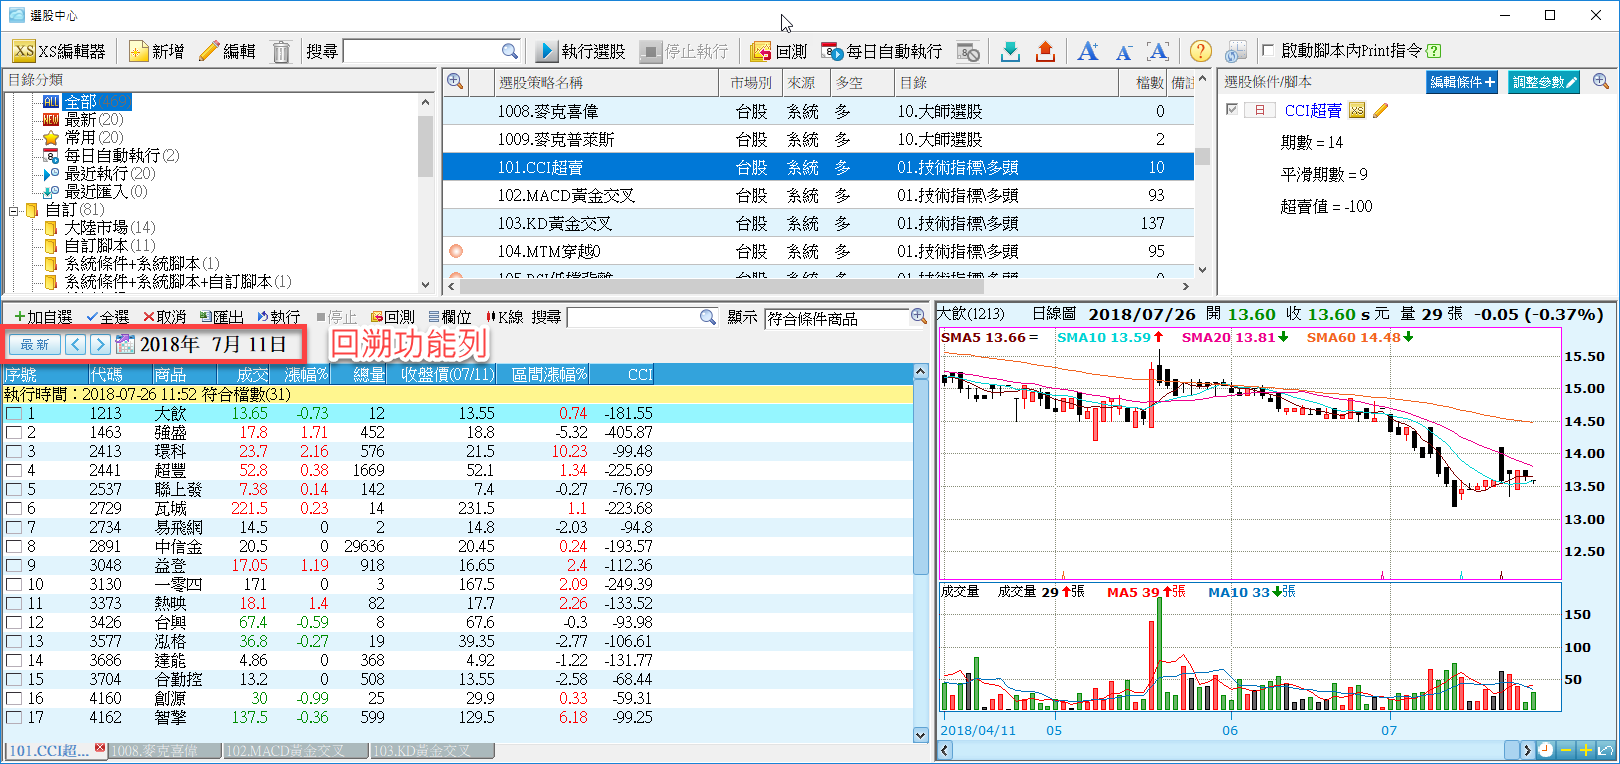 選股中心
XS XS編輯器 新增 編輯 搜尋 執行選股 停止執行 回測 每日自動執行 A A A ? 啟動腳本內Print指令 ?
目錄分類
ALL 全部(469)
NEW 最新(20)
常用(20)
每日自動執行(2)
最近執行(20)
最近匯入(0)
自訂(81)
大陸市場(14)
自訂腳本(11)
系統條件+系統腳本(1)
系統條件+系統腳本+自訂腳本(1)
選股策略名稱 市場別 來源 多空 目錄 檔數 備註
1008.麥克喜偉 台股 系統 多 10.大師選股 0
1009.麥克普萊斯 台股 系統 多 10.大師選股 2
101.CCI超賣 台股 系統 多 01.技術指標\多頭 10
102.MACD黃金交叉 台股 系統 多 01.技術指標\多頭 93
103.KD黃金交叉 台股 系統 多 01.技術指標\多頭 137
104.MTM穿越0 台股 系統 多 01.技術指標\多頭 95
105.RSI低檔背離 台股 系統 多 01.技術指標\多頭 0
選股條件/腳本 編輯條件+ 調整參數
日 CCI超賣 XS
期數 = 14
平滑期數 = 9
超賣值 = -100
加自選 全選 取消 匯出 執行 停止 回測 欄位 K線 搜尋 顯示 符合條件商品
最新 2018年 7月 11日 回溯功能列
序號 代碼 商品 成交 漲幅% 總量 收盤價(07/11) 區間漲幅% CCI
執行時間：2018-07-26 11:52 符合檔數(31)
1 1213 大飲 13.65 -0.73 12 13.55 0.74 -181.55
2 1463 強盛 17.8 1.71 452 18.8 -5.32 -405.87
3 2413 環科 23.7 2.16 576 21.5 10.23 -99.48
4 2441 超豐 52.8 0.38 1669 52.1 1.34 -225.69
5 2537 聯上發 7.38 0.14 142 7.4 -0.27 -76.79
6 2729 瓦城 221.5 0.23 14 231.5 1.1 -223.68
7 2734 易飛網 14.5 0 2 14.8 -2.03 -94.8
8 2891 中信金 20.5 0 29636 20.45 0.24 -193.57
9 3048 益登 17.05 1.19 918 16.65 2.4 -112.36
10 3130 一零四 171 0 3 167.5 2.09 -249.39
11 3373 熱映 18.1 1.4 82 17.7 2.26 -133.52
12 3426 台興 67.4 -0.59 8 67.6 -0.3 -93.98
13 3577 泓格 36.8 -0.27 19 39.35 -2.77 -106.61
14 3686 達能 4.86 0 368 4.92 -1.22 -131.77
15 3704 合勤控 13.2 0 508 13.55 -2.58 -68.44
16 4160 創源 30 -0.99 25 29.9 0.33 -59.31
17 4162 智擎 137.5 -0.36 599 129.5 6.18 -99.25
101.CCI超... 1008.麥克喜偉 102.MACD黃金交叉 103.KD黃金交叉
大飲(1213) 日線圖 2018/07/26 開 13.60 收 13.60 s 元 量 29 張 -0.05 (-0.37%)
SMA5 13.66 = SMA10 13.59 SMA20 13.81 SMA60 14.48
15.50
15.00
14.50
14.00
13.50
13.00
12.50
成交量 成交量 29 張 MA5 39 張 MA10 33 張
150
100
50
2018/04/11 05 06 07